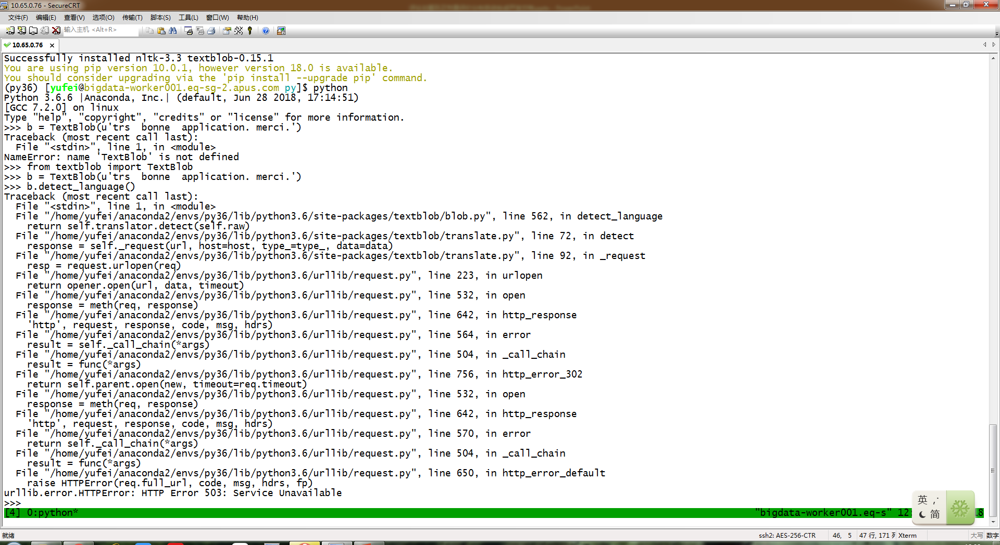 10.65.0.76 - SecureCRT
文件(F) 编辑(E) 查看(V) 选项(O) 传输(T) 脚本(S) 工具(L) 窗口(W) 帮助(H)
输入主机 <Alt+R>
10.65.0.76
Successfully installed nltk-3.3 textblob-0.15.1
You are using pip version 10.0.1, however version 18.0 is available.
You should consider upgrading via the 'pip install --upgrade pip' command.
(py36) [yufei@bigdata-worker001.eq-sg-2.apus.com py]$ python
Python 3.6.6 |Anaconda, Inc.| (default, Jun 28 2018, 17:14:51)
[GCC 7.2.0] on linux
Type "help", "copyright", "credits" or "license" for more information.
>>> b = TextBlob(u'trs  bonne  application. merci.')
Traceback (most recent call last):
  File "<stdin>", line 1, in <module>
NameError: name 'TextBlob' is not defined
>>> from textblob import TextBlob
>>> b = TextBlob(u'trs  bonne  application. merci.')
>>> b.detect_language()
Traceback (most recent call last):
  File "<stdin>", line 1, in <module>
  File "/home/yufei/anaconda2/envs/py36/lib/python3.6/site-packages/textblob/blob.py", line 562, in detect_language
    return self.translator.detect(self.raw)
  File "/home/yufei/anaconda2/envs/py36/lib/python3.6/site-packages/textblob/translate.py", line 72, in detect
    response = self._request(url, host=host, type_=type_, data=data)
  File "/home/yufei/anaconda2/envs/py36/lib/python3.6/site-packages/textblob/translate.py", line 92, in _request
    resp = request.urlopen(req)
  File "/home/yufei/anaconda2/envs/py36/lib/python3.6/urllib/request.py", line 223, in urlopen
    return opener.open(url, data, timeout)
  File "/home/yufei/anaconda2/envs/py36/lib/python3.6/urllib/request.py", line 532, in open
    response = meth(req, response)
  File "/home/yufei/anaconda2/envs/py36/lib/python3.6/urllib/request.py", line 642, in http_response
    'http', request, response, code, msg, hdrs)
  File "/home/yufei/anaconda2/envs/py36/lib/python3.6/urllib/request.py", line 564, in error
    result = self._call_chain(*args)
  File "/home/yufei/anaconda2/envs/py36/lib/python3.6/urllib/request.py", line 504, in _call_chain
    result = func(*args)
  File "/home/yufei/anaconda2/envs/py36/lib/python3.6/urllib/request.py", line 756, in http_error_302
    return self.parent.open(new, timeout=req.timeout)
  File "/home/yufei/anaconda2/envs/py36/lib/python3.6/urllib/request.py", line 532, in open
    response = meth(req, response)
  File "/home/yufei/anaconda2/envs/py36/lib/python3.6/urllib/request.py", line 642, in http_response
    'http', request, response, code, msg, hdrs)
  File "/home/yufei/anaconda2/envs/py36/lib/python3.6/urllib/request.py", line 570, in error
    return self._call_chain(*args)
  File "/home/yufei/anaconda2/envs/py36/lib/python3.6/urllib/request.py", line 504, in _call_chain
    result = func(*args)
  File "/home/yufei/anaconda2/envs/py36/lib/python3.6/urllib/request.py", line 650, in http_error_default
    raise HTTPError(req.full_url, code, msg, hdrs, fp)
urllib.error.HTTPError: HTTP Error 503: Service Unavailable
>>>
英
简
[4] 0:python* "bigdata-worker001.eq-s" 12:
就绪 ssh2: AES-256-CTR 46, 5 47 行, 171 列 Xterm 大写 数字